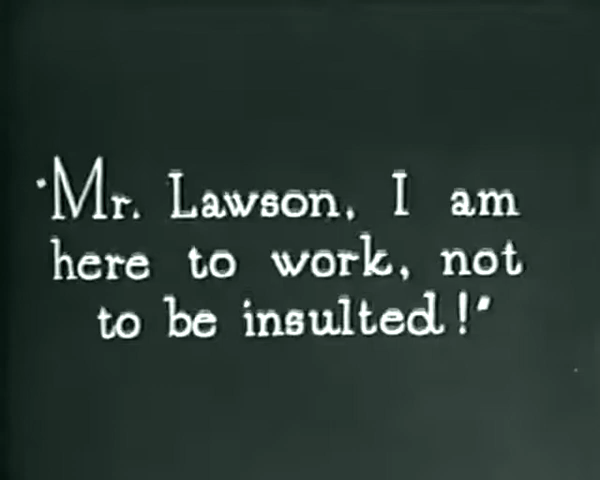 "Mr. Lawson, I am
here to work, not
to be insulted!"